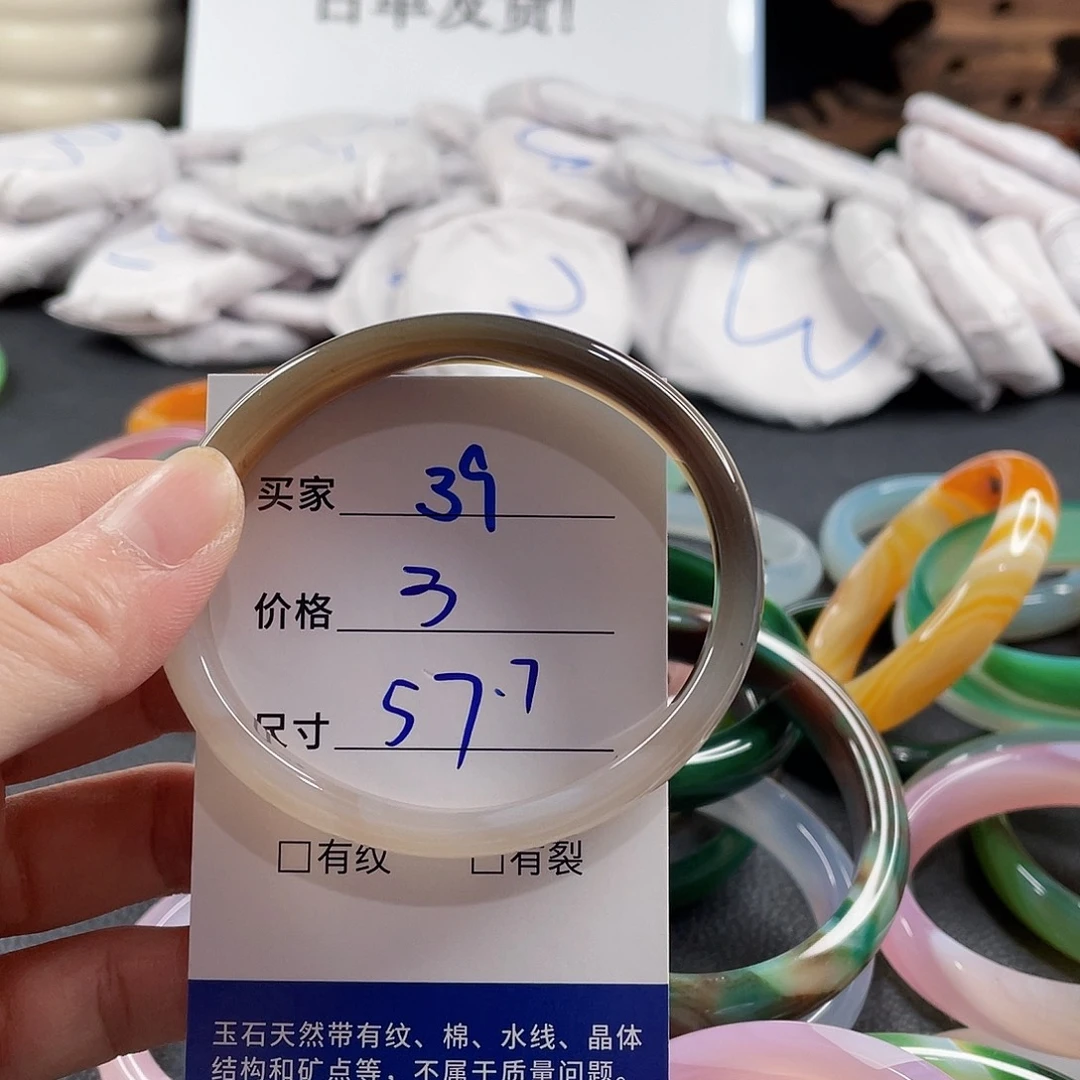 买家 39
价格 3
尺寸 57.7
□有纹 □有裂
玉石天然带有纹、棉、水线、晶体
结构和矿点等，不属于质量问题。